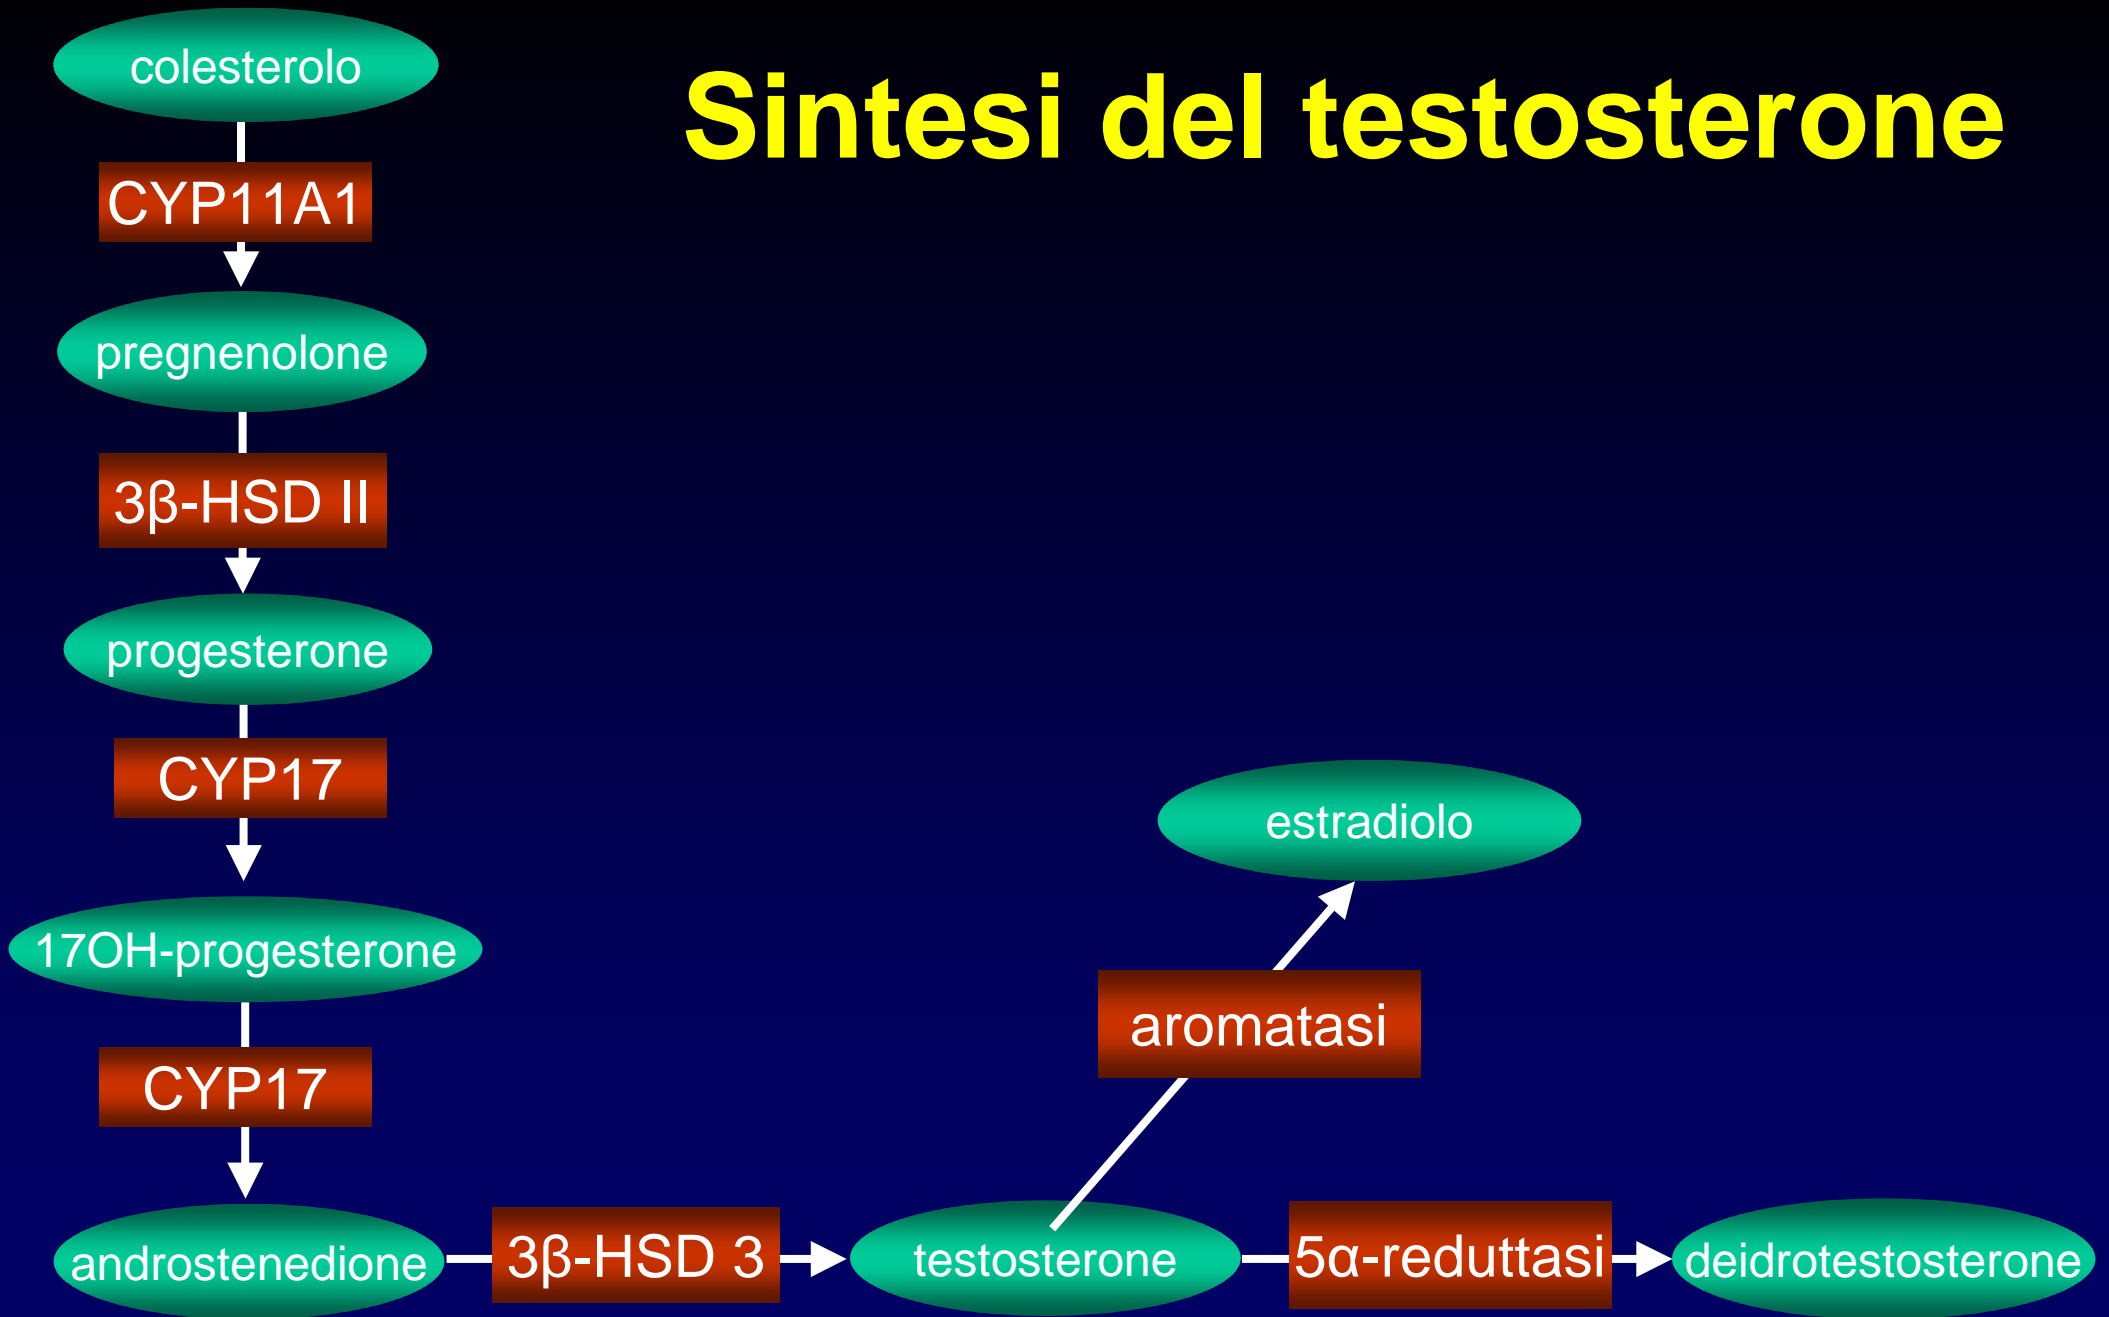 Sintesi del testosterone
colesterolo
CYP11A1
pregnenolone
3β-HSD II
progesterone
CYP17
17OH-progesterone
CYP17
androstenedione
3β-HSD 3
testosterone
aromatasi
estradiolo
5α-reduttasi
deidrotestosterone